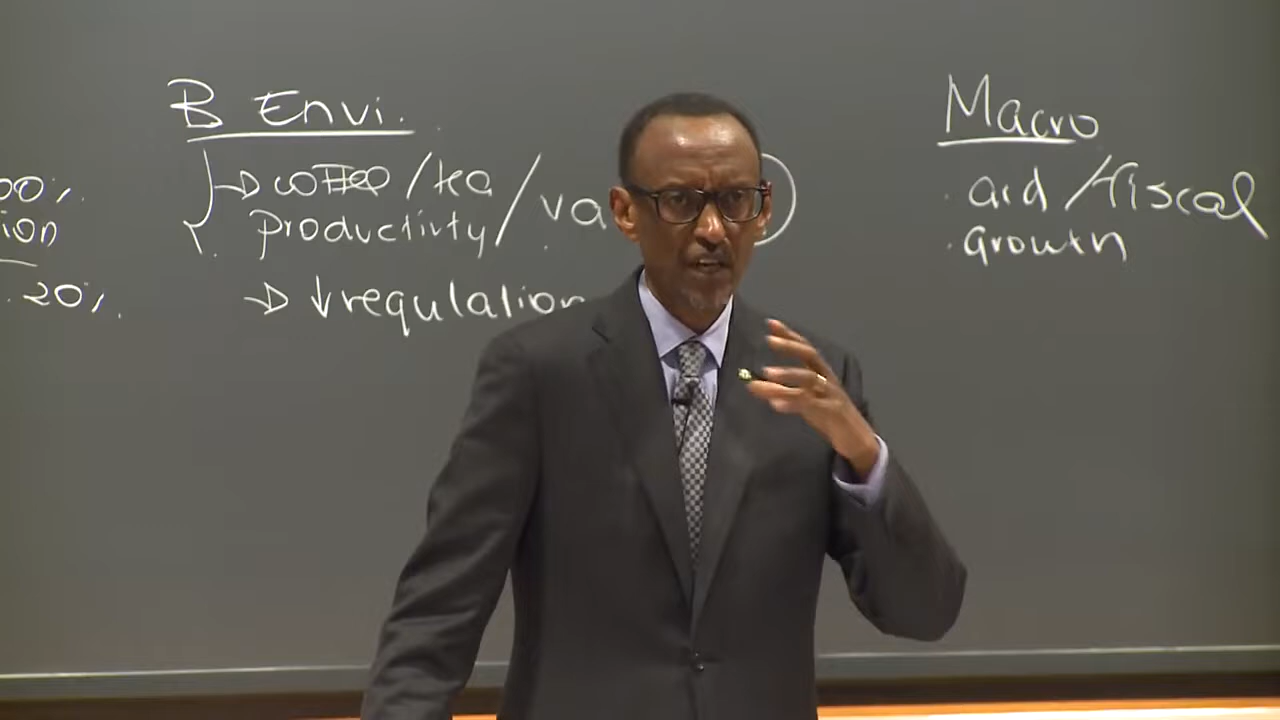 00%.
ion
20%.
B Envi.
→ coffee / tea /
productivity / va
→ ↓ regulation
Macro
. aid / fiscal
. growth